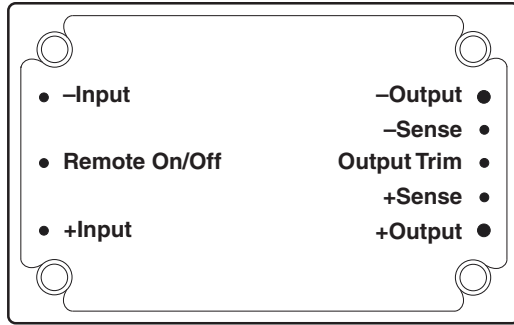 –Input
Remote On/Off
+Input
–Output
–Sense
Output Trim
+Sense
+Output